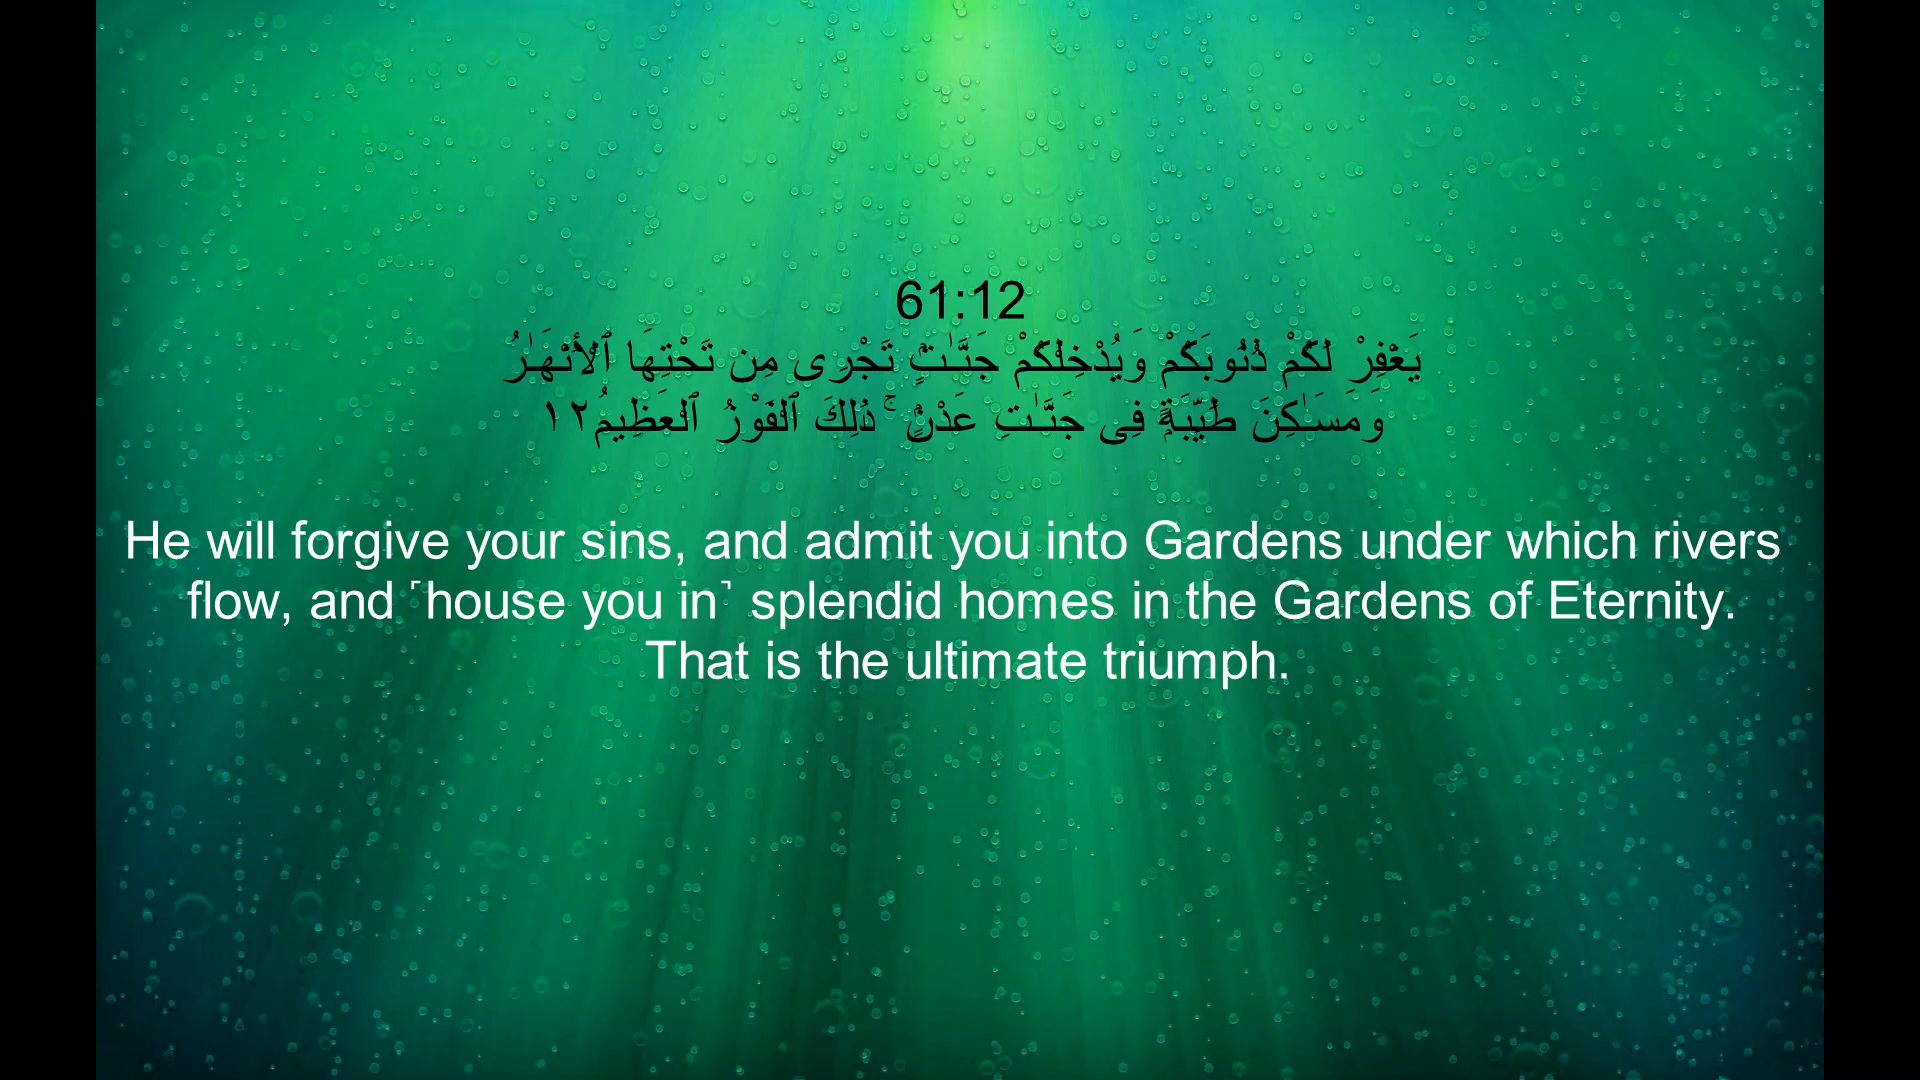 61:12
يَغْفِرْ لَكُمْ ذُنُوبَكُمْ وَيُدْخِلْكُمْ جَنَّـٰتٍۢ تَجْرِى مِن تَحْتِهَا ٱلْأَنْهَـٰرُ
وَمَسَـٰكِنَ طَيِّبَةًۭ فِى جَنَّـٰتِ عَدْنٍۢ ۚ ذَٰلِكَ ٱلْفَوْزُ ٱلْعَظِيمُ١٢
He will forgive your sins, and admit you into Gardens under which rivers
flow, and ˹house you in˺ splendid homes in the Gardens of Eternity.
That is the ultimate triumph.